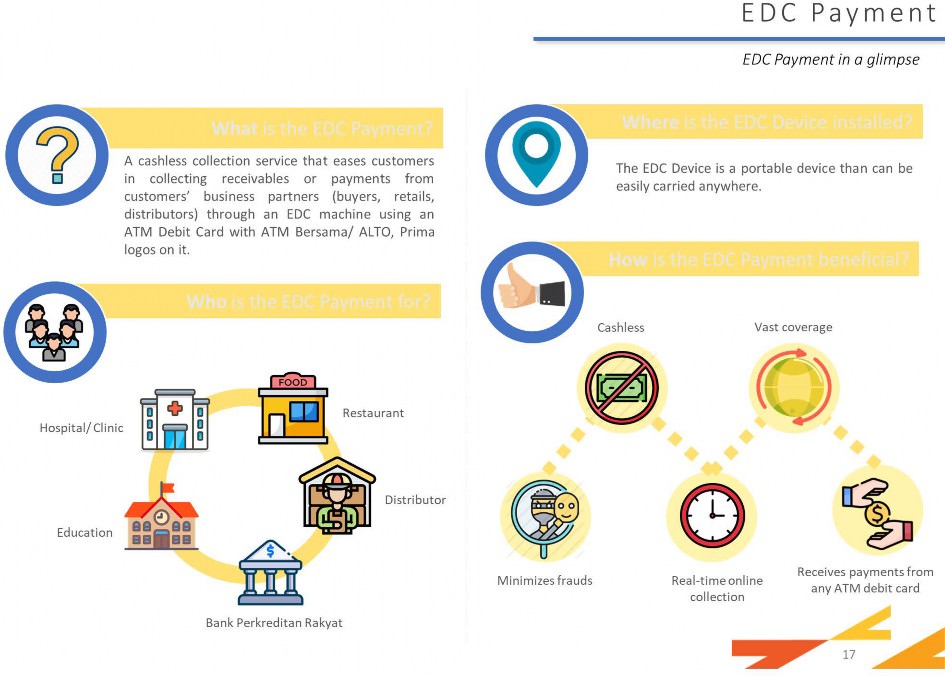 EDC Payment
EDC Payment in a glimpse
What is the EDC Payment?
A cashless collection service that eases customers
in collecting receivables or payments from
customers' business partners (buyers, retails,
distributors) through an EDC machine using an
ATM Debit Card with ATM Bersama/ ALTO, Prima
logos on it.
Who is the EDC Payment for?
FOOD
Restaurant
Hospital/ Clinic
Distributor
Education
$
Bank Perkreditan Rakyat
Where is the EDC Device installed?
The EDC Device is a portable device than can be
easily carried anywhere.
How is the EDC Payment beneficial?
Cashless
Vast coverage
$
Minimizes frauds
Real-time online
collection
Receives payments from
any ATM debit card
17